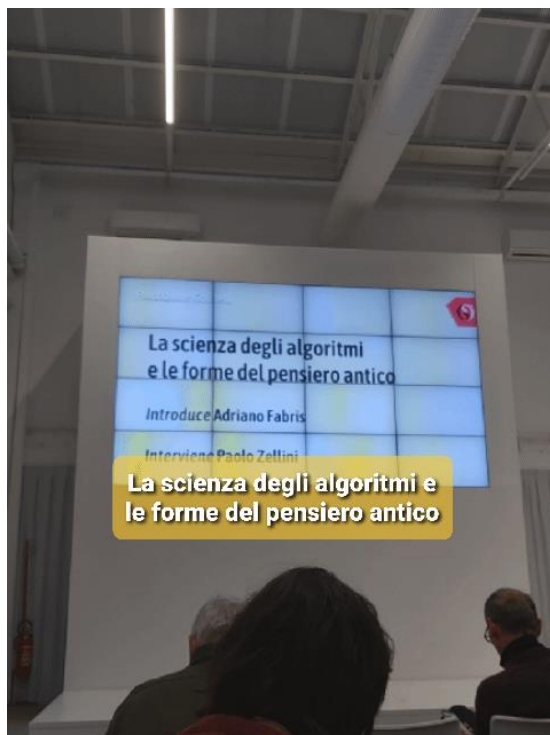 La scienza degli algoritmi
e le forme del pensiero antico
Introduce Adriano Fabris
Interviene Paolo Zellini
La scienza degli algoritmi e
le forme del pensiero antico